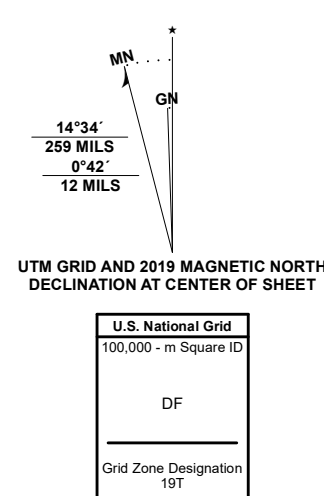 ★
MN
GN
14°34´
259 MILS
0°42´
12 MILS
UTM GRID AND 2019 MAGNETIC NORTH
DECLINATION AT CENTER OF SHEET
U.S. National Grid
100,000 - m Square ID
DF
Grid Zone Designation
19T